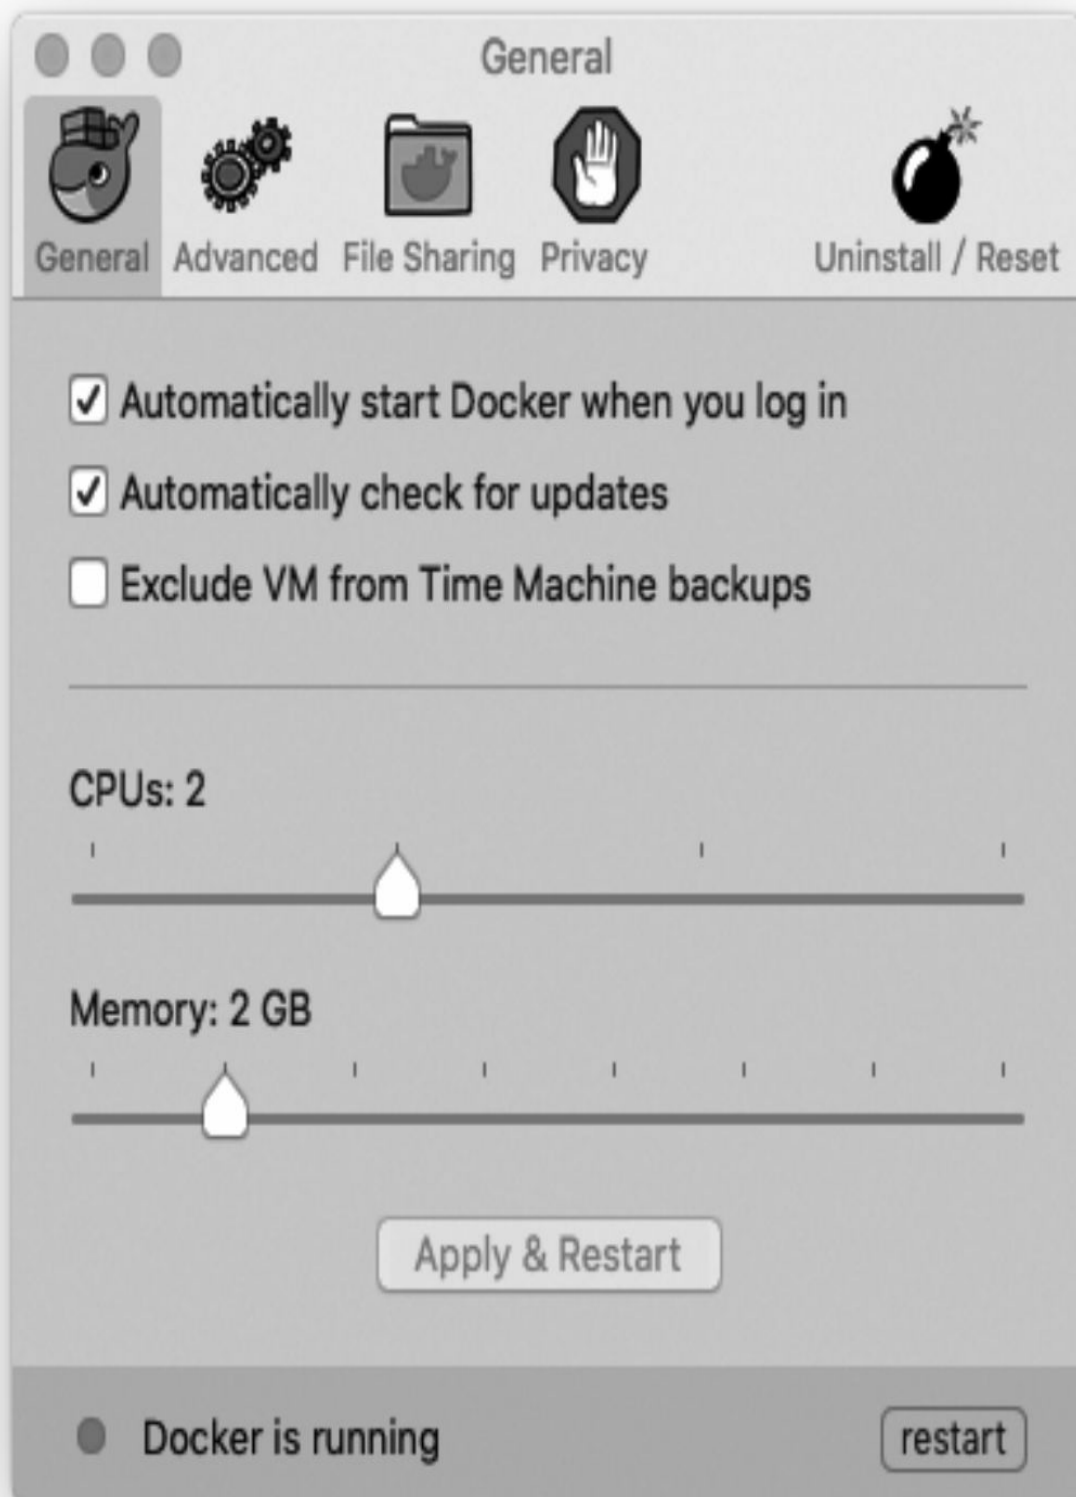 General
General Advanced File Sharing Privacy Uninstall / Reset
Automatically start Docker when you log in
Automatically check for updates
Exclude VM from Time Machine backups
CPUs: 2
Memory: 2 GB
Apply & Restart
Docker is running restart